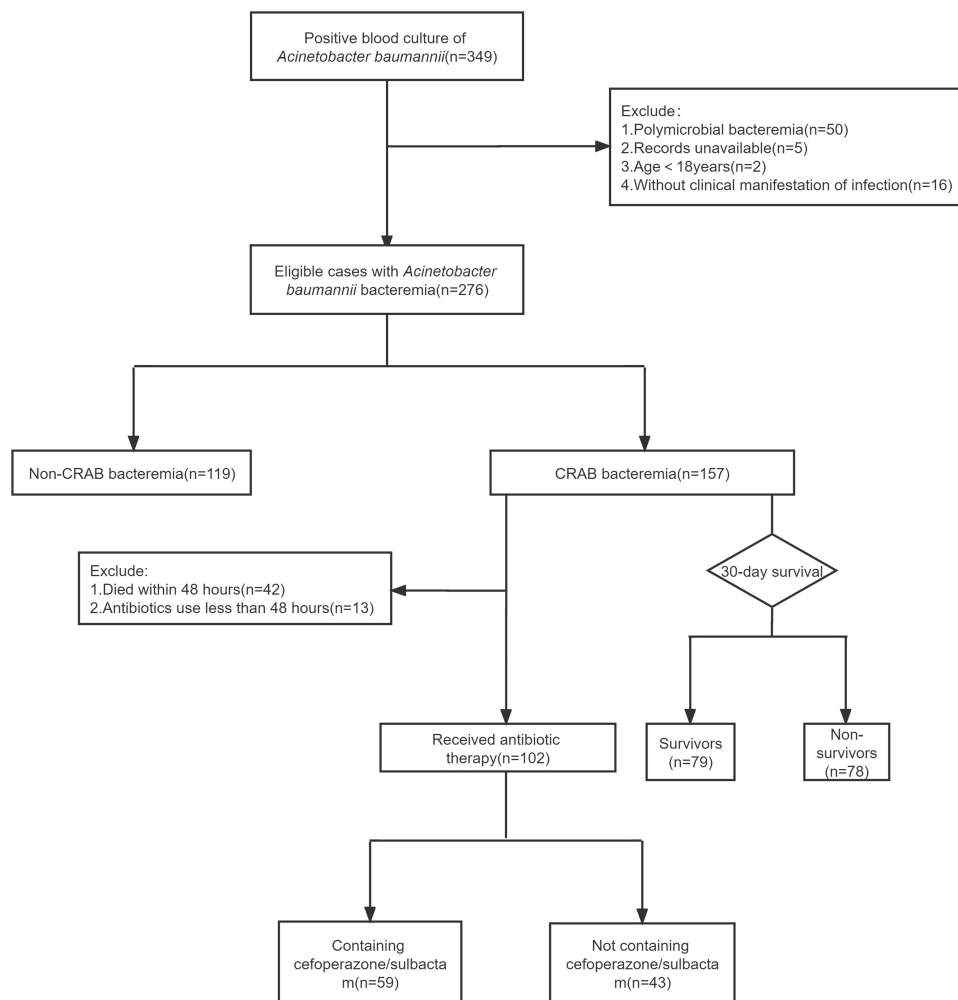 Positive blood culture of
Acinetobacter baumannii(n=349)
Exclude:
1.Polymicrobial bacteremia(n=50)
2.Records unavailable(n=5)
3.Age < 18years(n=2)
4.Without clinical manifestation of infection(n=16)
Eligible cases with Acinetobacter
baumannii bacteremia(n=276)
Non-CRAB bacteremia(n=119)
CRAB bacteremia(n=157)
Exclude:
1.Died within 48 hours(n=42)
2.Antibiotics use less than 48 hours(n=13)
30-day survival
Received antibiotic
therapy(n=102)
Survivors
(n=79)
Non-
survivors
(n=78)
Containing
cefoperazone/sulbacta
m(n=59)
Not containing
cefoperazone/sulbacta
m(n=43)